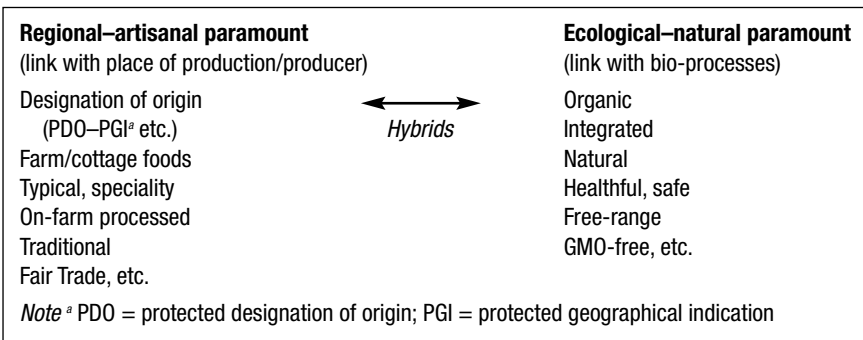 Regional–artisanal paramount
(link with place of production/producer)
Designation of origin
(PDO–PGIa etc.)
Farm/cottage foods
Typical, speciality
On-farm processed
Traditional
Fair Trade, etc.
Hybrids
Ecological–natural paramount
(link with bio-processes)
Organic
Integrated
Natural
Healthful, safe
Free-range
GMO-free, etc.
Note a PDO = protected designation of origin; PGI = protected geographical indication